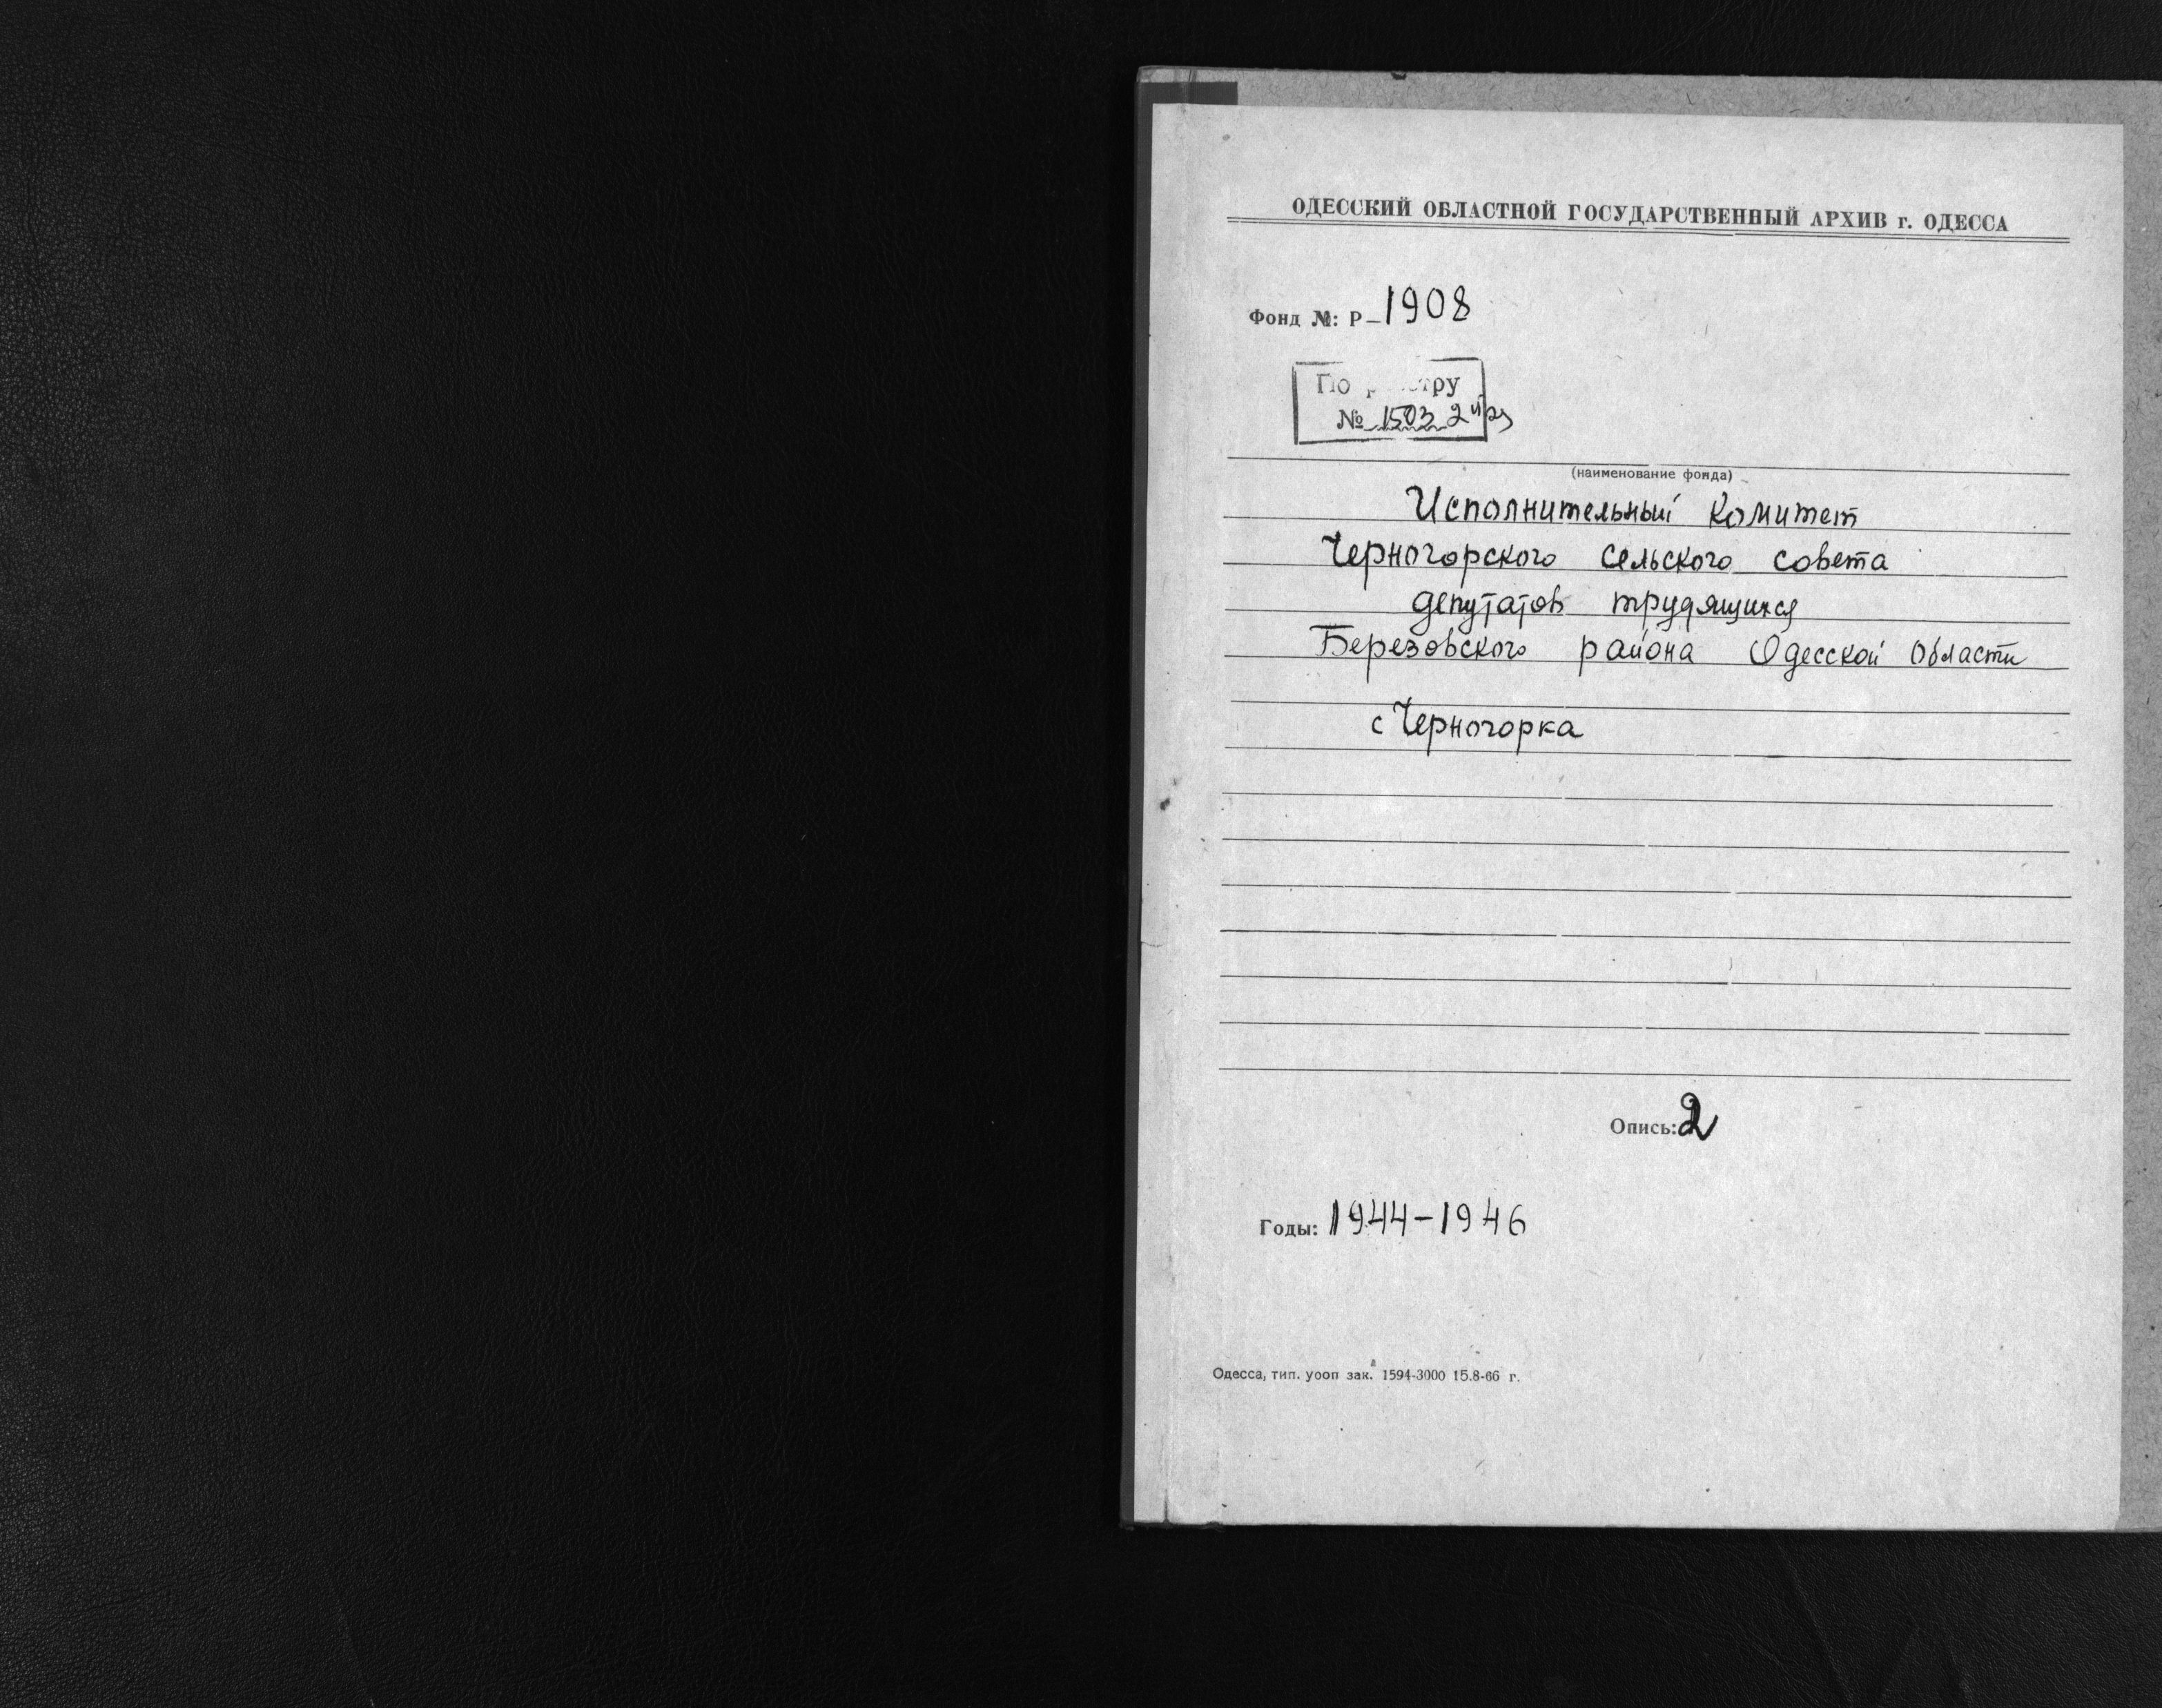 ОДЕССКИЙ ОБЛАСТНОЙ ГОСУДАРСТВЕННЫЙ АРХИВ г. ОДЕССА
Фонд №: Р-1908
По
№ 1503
(наименование фонда)
Исполнительный Комитет
Черногорского сельского совета
депутатов трудящихся
Березовского района Одесской области
с Черногорка
Опись: 2
Годы: 1944-1946
Одесса, тип. уооп зак. 1594-3000 15.8-66 г.